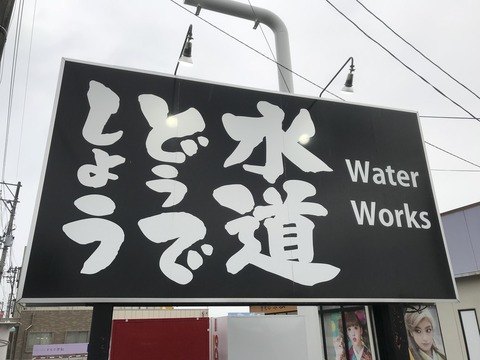 水道
どうで
しょう
Water
Works